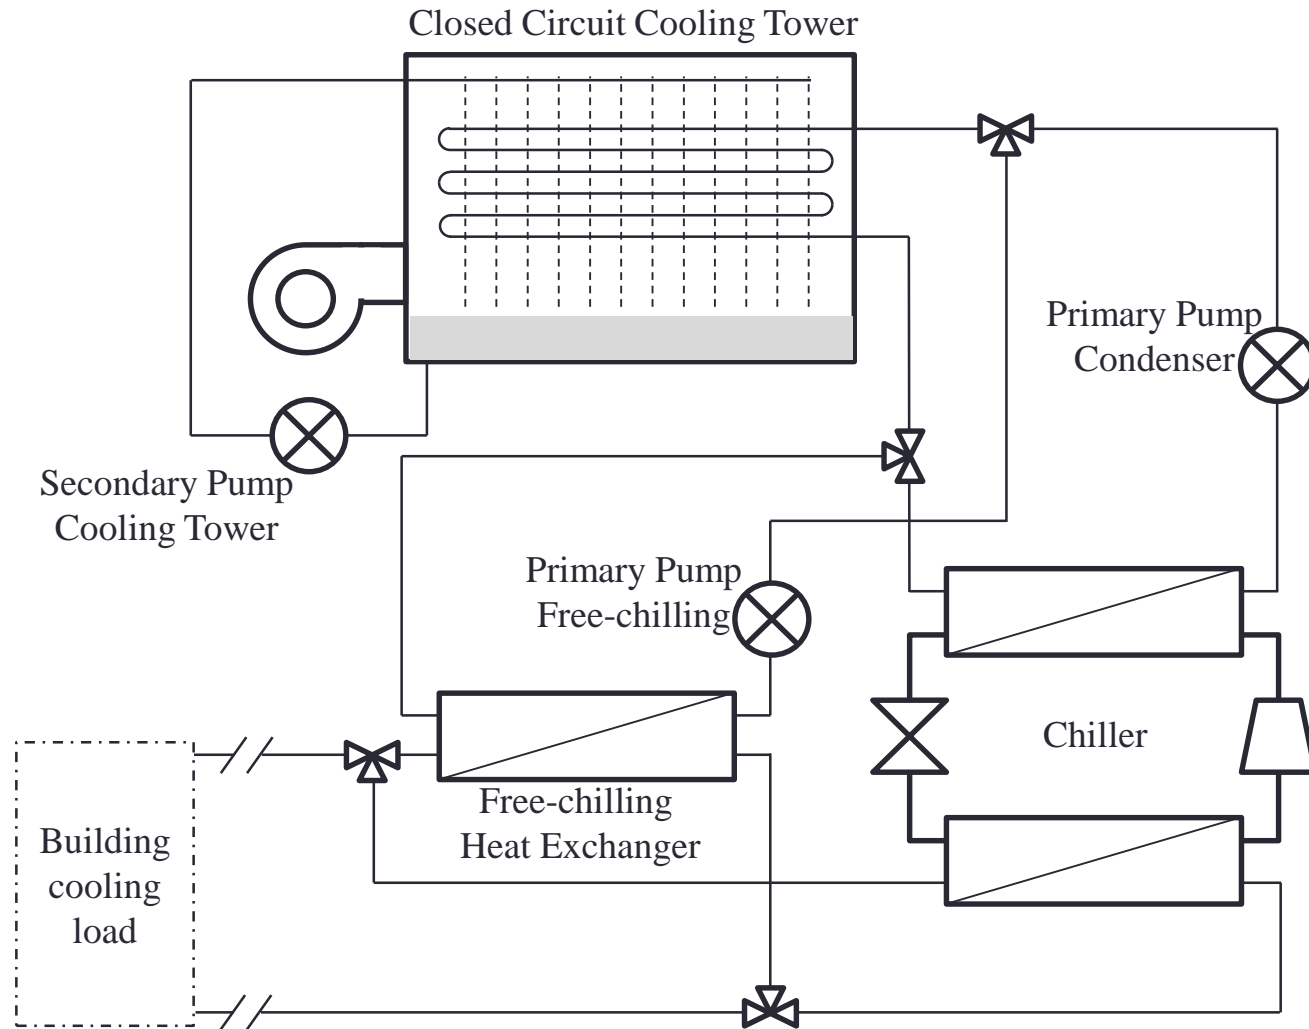 Closed Circuit Cooling Tower
Primary Pump
Condenser
Secondary Pump
Cooling Tower
Primary Pump
Free-chilling
Chiller
Free-chilling
Heat Exchanger
Building
cooling
load